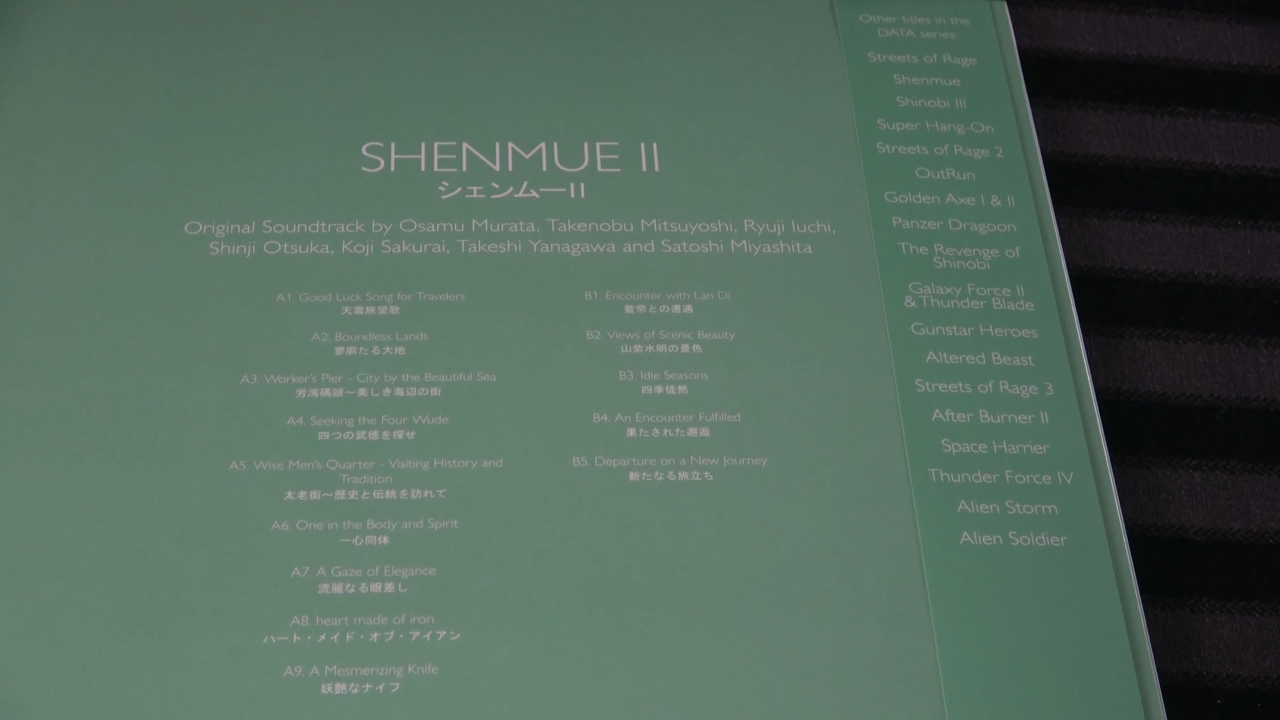 SHENMUE II
シェンムーII
Original Soundtrack by Osamu Murata, Takenobu Mitsuyoshi, Ryuji Iuchi,
Shinji Otsuka, Koji Sakurai, Takeshi Yanagawa and Satoshi Miyashita
A1. Good Luck Song for Travelers
天雲旅望歌
A2. Boundless Lands
寥廓たる大地
A3. Worker's Pier - City by the Beautiful Sea
労湾碼頭〜美しき海辺の街
A4. Seeking the Four Wude
四つの武徳を探せ
A5. Wise Men's Quarter - Visiting History and
Tradition
太老街〜歴史と伝統を訪れて
A6. One in the Body and Spirit
一心同体
A7. A Gaze of Elegance
流麗なる眼差し
A8. heart made of iron
ハート・メイド・オブ・アイアン
A9. A Mesmerizing Knife
妖艶なナイフ
B1. Encounter with Lan Di
藍帝との遭遇
B2. Views of Scenic Beauty
山紫水明の景色
B3. Idle Seasons
四季徒然
B4. An Encounter Fulfilled
果たされた邂逅
B5. Departure on a New Journey
新たなる旅立ち
Other titles in the
DATA series:
Streets of Rage
Shenmue
Shinobi III
Super Hang-On
Streets of Rage 2
OutRun
Golden Axe I & II
Panzer Dragoon
The Revenge of
Shinobi
Galaxy Force II
& Thunder Blade
Gunstar Heroes
Altered Beast
Streets of Rage 3
After Burner II
Space Harrier
Thunder Force IV
Alien Storm
Alien Soldier